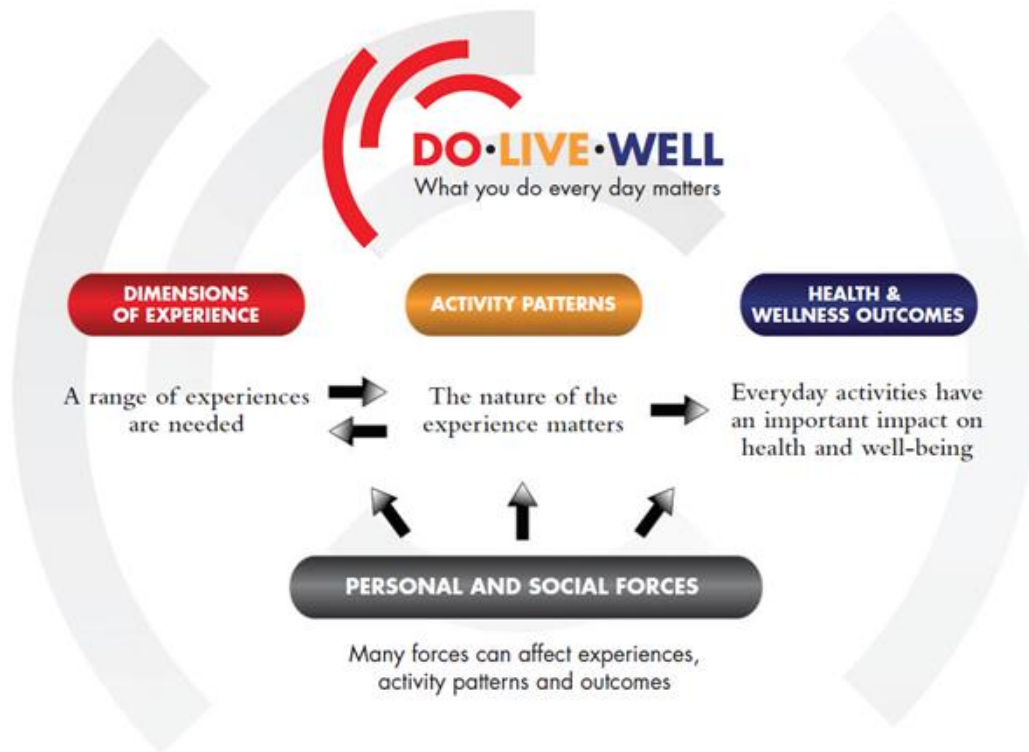 DO•LIVE•WELL
What you do every day matters
DIMENSIONS
OF EXPERIENCE
A range of experiences
are needed
ACTIVITY PATTERNS
The nature of the
experience matters
HEALTH &
WELLNESS OUTCOMES
Everyday activities have
an important impact on
health and well-being
PERSONAL AND SOCIAL FORCES
Many forces can affect experiences,
activity patterns and outcomes